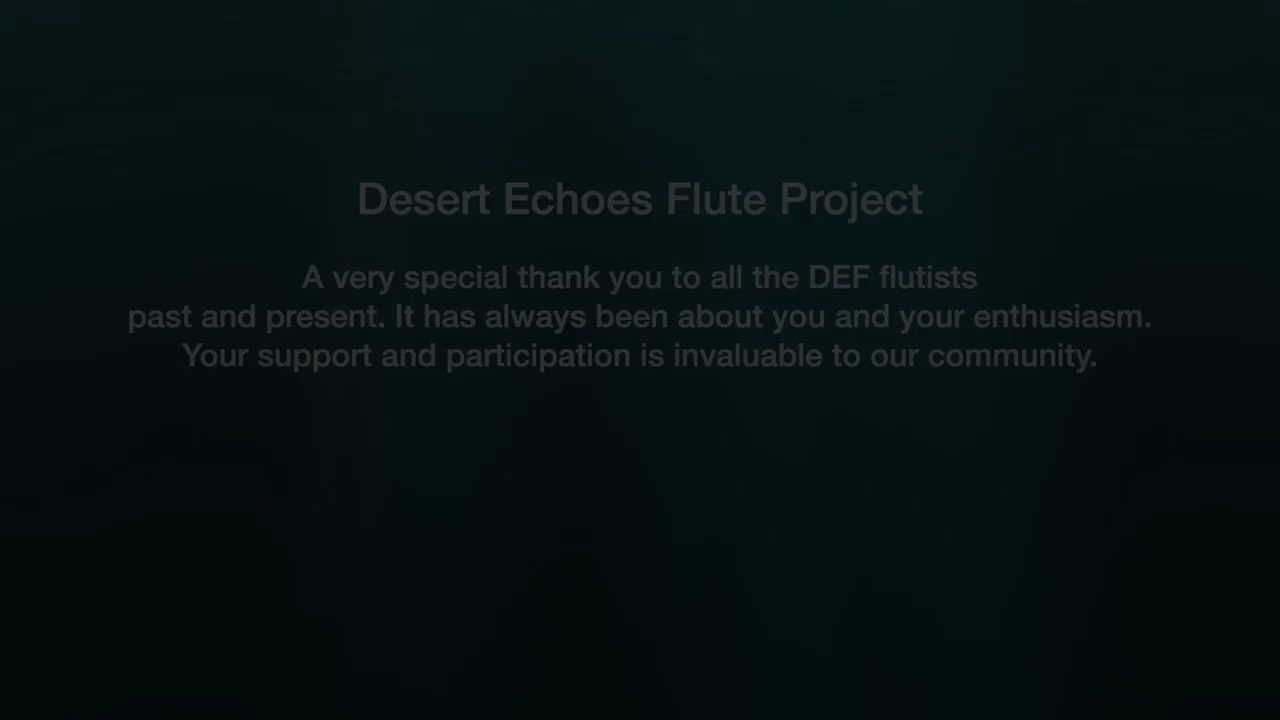 Desert Echoes Flute Project
A very special thank you to all the DEF flutists
past and present. It has always been about you and your enthusiasm.
Your support and participation is invaluable to our community.